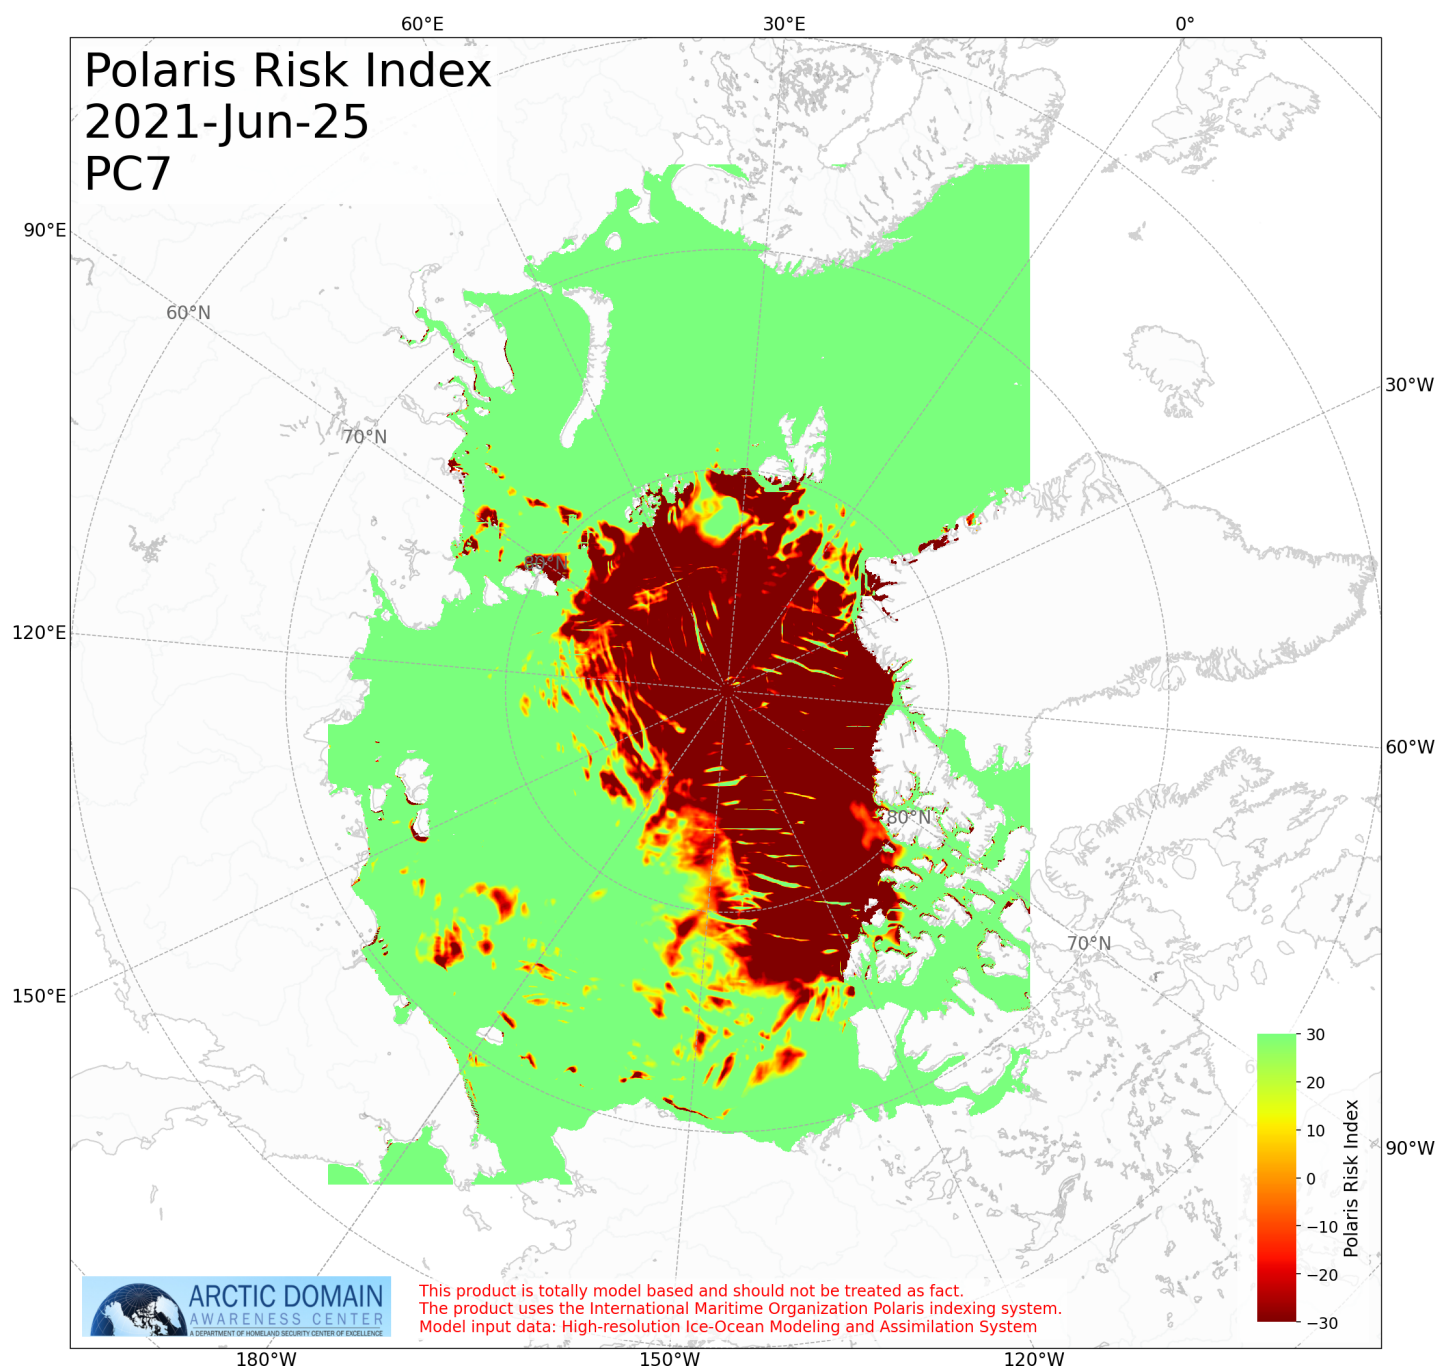 60°E
30°E
0°
Polaris Risk Index
2021-Jun-25
PC7
90°E
60°N
30°W
70°N
80°N
120°E
60°W
80°N
70°N
150°E
30
20
10
0
−10
−20
−30
Polaris Risk Index
90°W
ARCTIC DOMAIN
AWARENESS CENTER
A DEPARTMENT OF HOMELAND SECURITY CENTER OF EXCELLENCE
This product is totally model based and should not be treated as fact.
The product uses the International Maritime Organization Polaris indexing system.
Model input data: High-resolution Ice-Ocean Modeling and Assimilation System
180°W
150°W
120°W